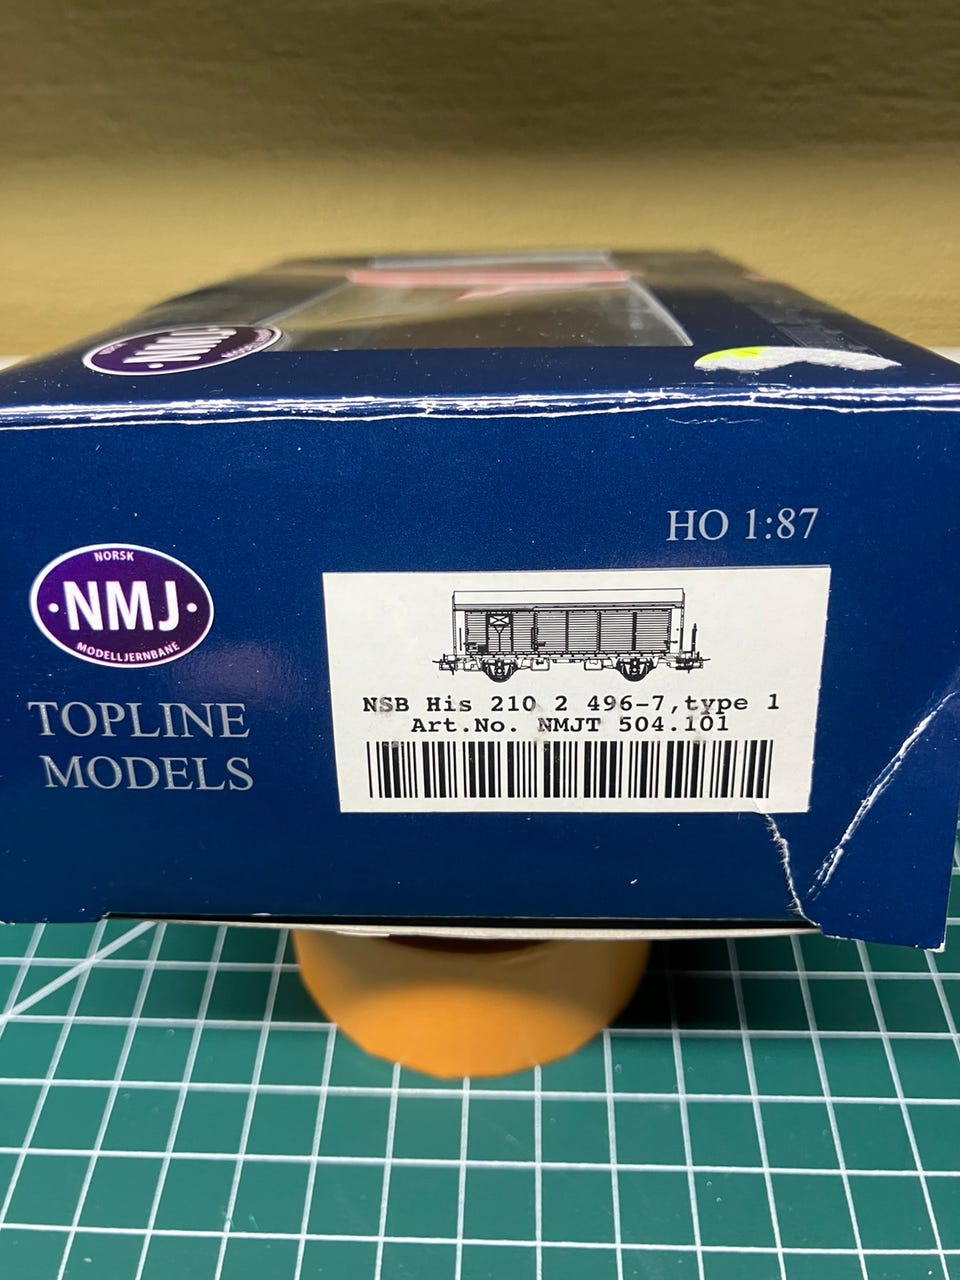 NMJ
HO 1:87
NORSK
·NMJ·
MODELLJERNBANE
TOPLINE
MODELS
NSB His 210 2 496-7,type 1
Art.No. NMJT 504.101